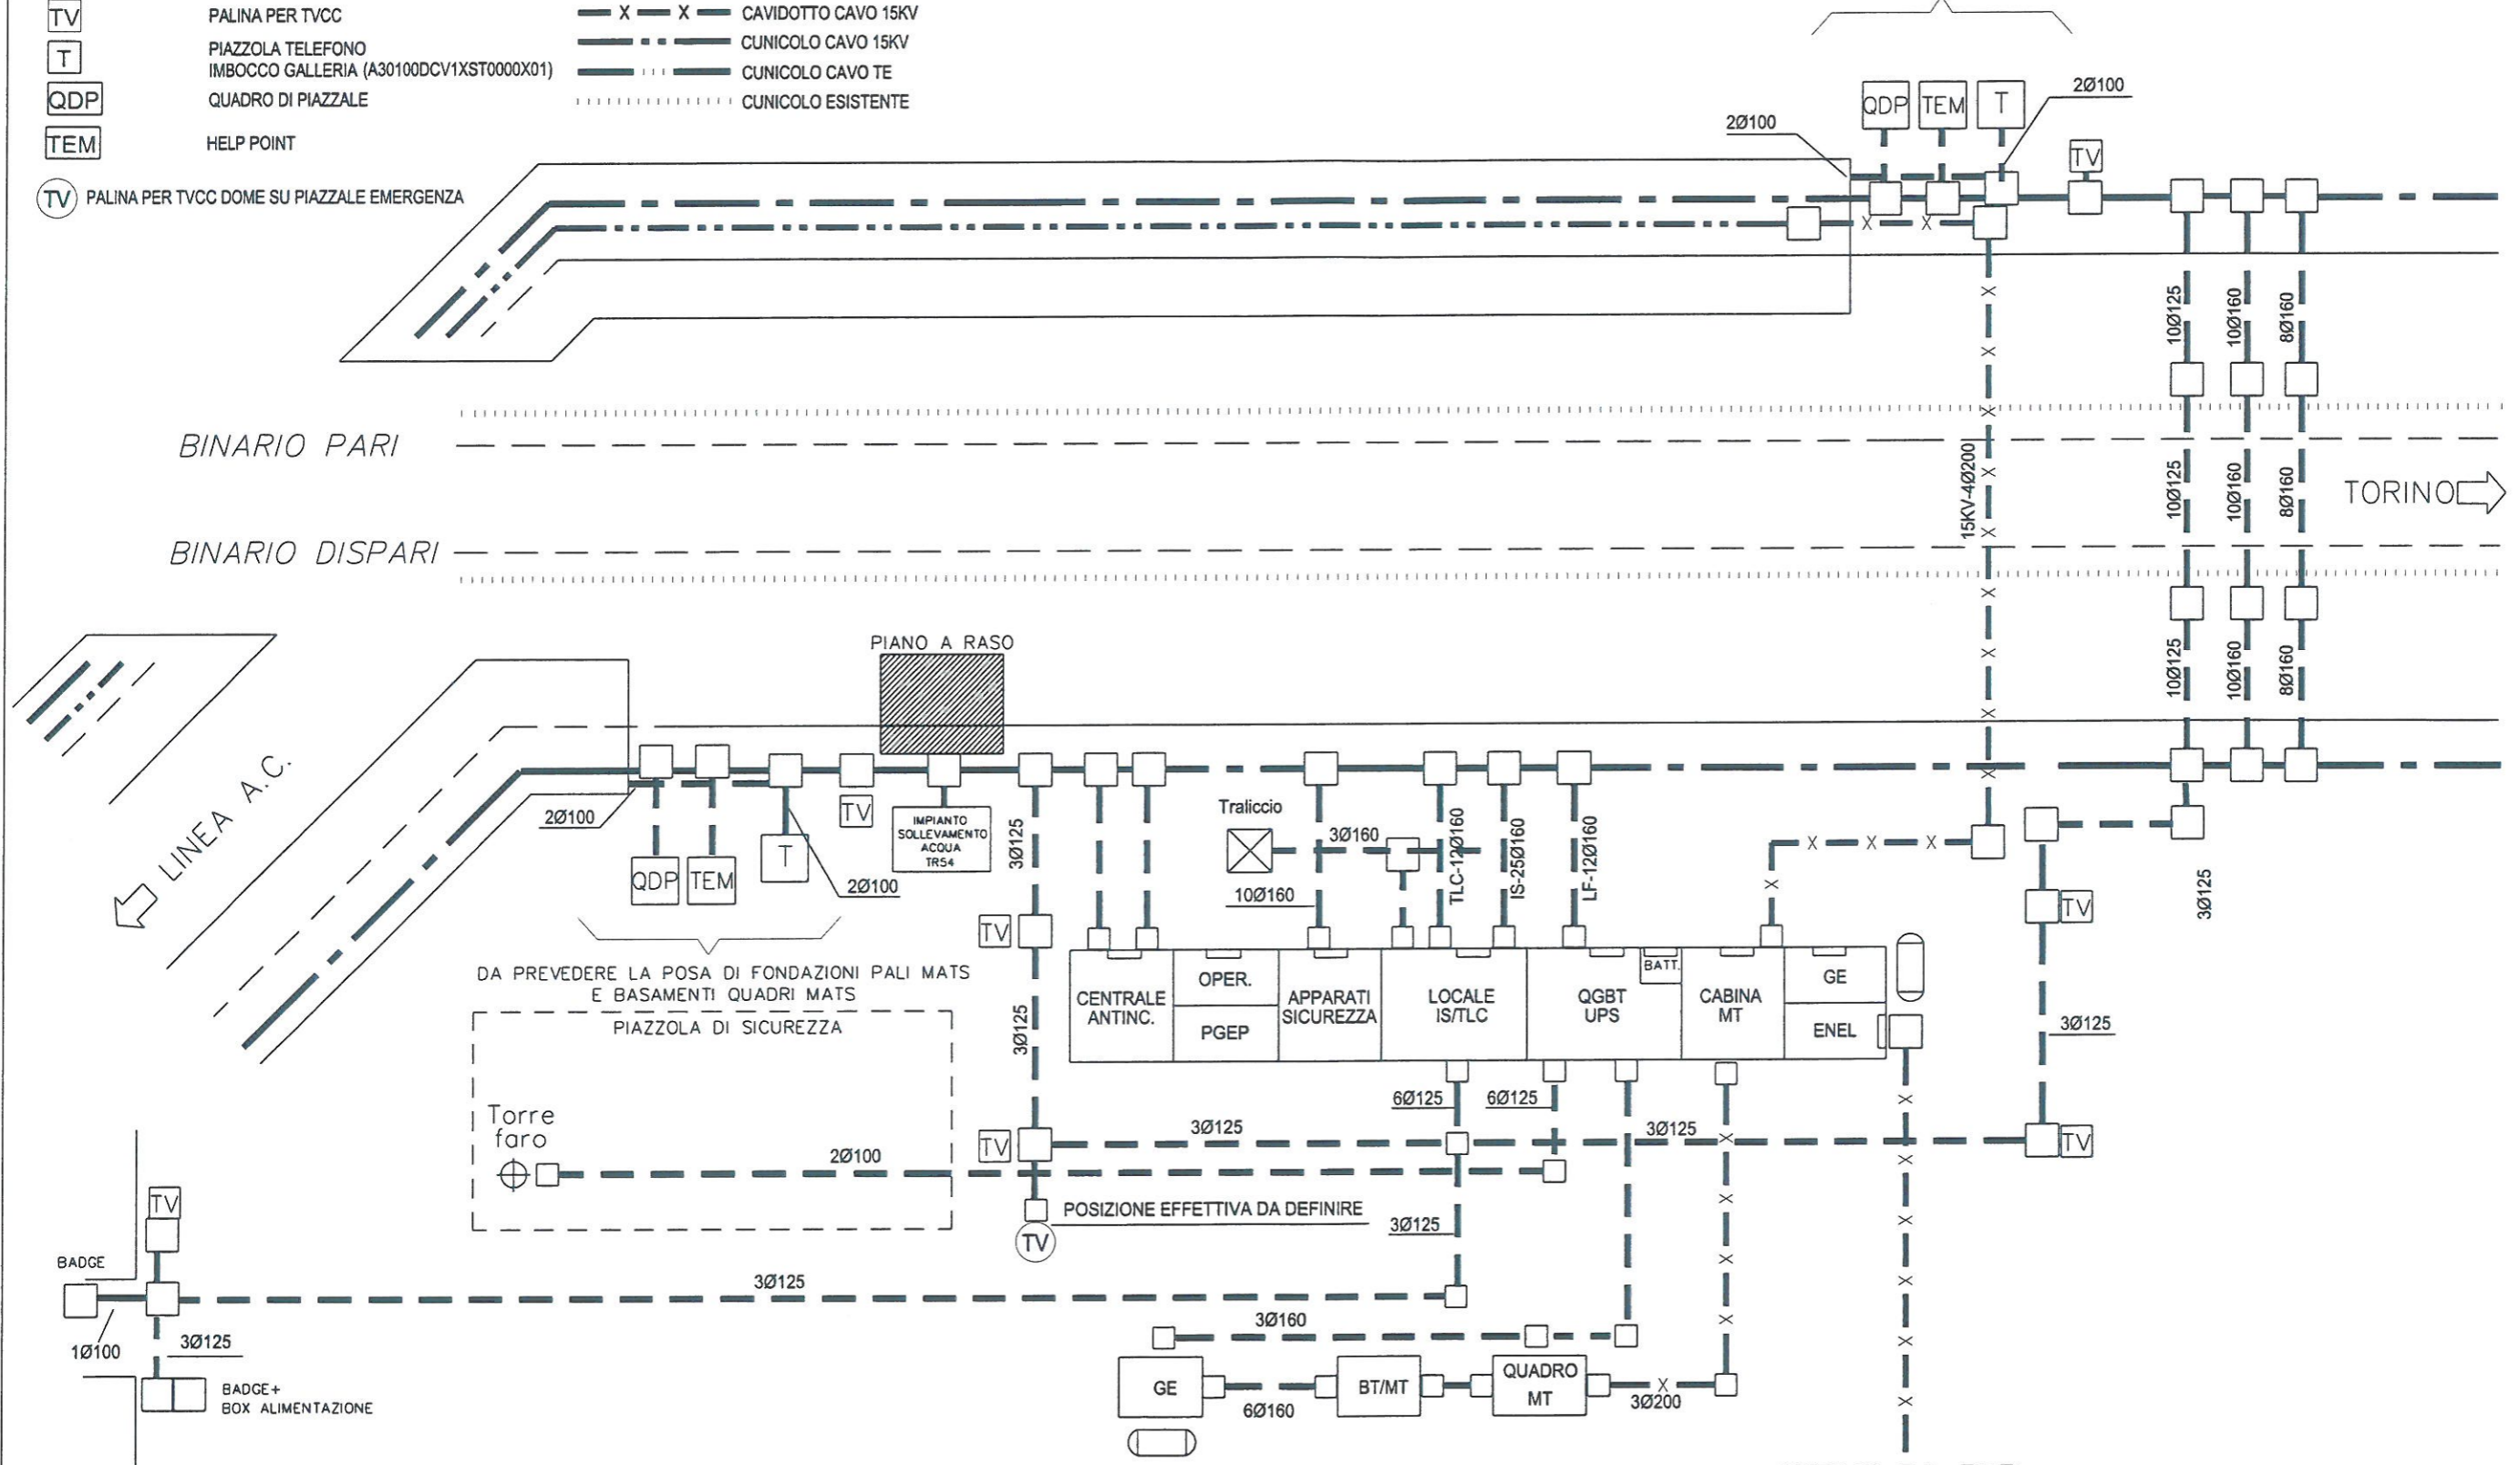 TV PALINA PER TVCC
T PIAZZOLA TELEFONO
IMBOCCO GALLERIA (A30100DCV1XST0000X01)
QDP QUADRO DI PIAZZALE
TEM HELP POINT
TV PALINA PER TVCC DOME SU PIAZZALE EMERGENZA
X X CAVIDOTTO CAVO 15KV
CUNICOLO CAVO 15KV
CUNICOLO CAVO TE
CUNICOLO ESISTENTE
QDP TEM T
2Ø100
2Ø100
TV
X X
10Ø125 10Ø160 8Ø160
BINARIO PARI
15KV-4Ø200
10Ø125 10Ø160 8Ø160
TORINO
BINARIO DISPARI
10Ø125 10Ø160 8Ø160
PIANO A RASO
LINEA A.C.
2Ø100
QDP TEM T
2Ø100
TV
IMPIANTO
SOLLEVAMENTO
ACQUA
TR54
3Ø125
Traliccio
3Ø160
10Ø160
TLC-12Ø160
IS-25Ø160
LF-12Ø160
X X X
X
3Ø125
TV
TV
DA PREVEDERE LA POSA DI FONDAZIONI PALI MATS
E BASAMENTI QUADRI MATS
PIAZZOLA DI SICUREZZA
3Ø125
CENTRALE
ANTINC.
OPER.
PGEP
APPARATI
SICUREZZA
LOCALE
IS/TLC
QGBT
UPS
BATT.
CABINA
MT
GE
ENEL
3Ø125
6Ø125
6Ø125
Torre
faro
2Ø100
TV
3Ø125
3Ø125
TV
POSIZIONE EFFETTIVA DA DEFINIRE
TV
3Ø125
TV
BADGE
3Ø125
1Ø100
3Ø125
BADGE+
BOX ALIMENTAZIONE
3Ø160
GE
6Ø160
BT/MT
QUADRO
MT
X
3Ø200